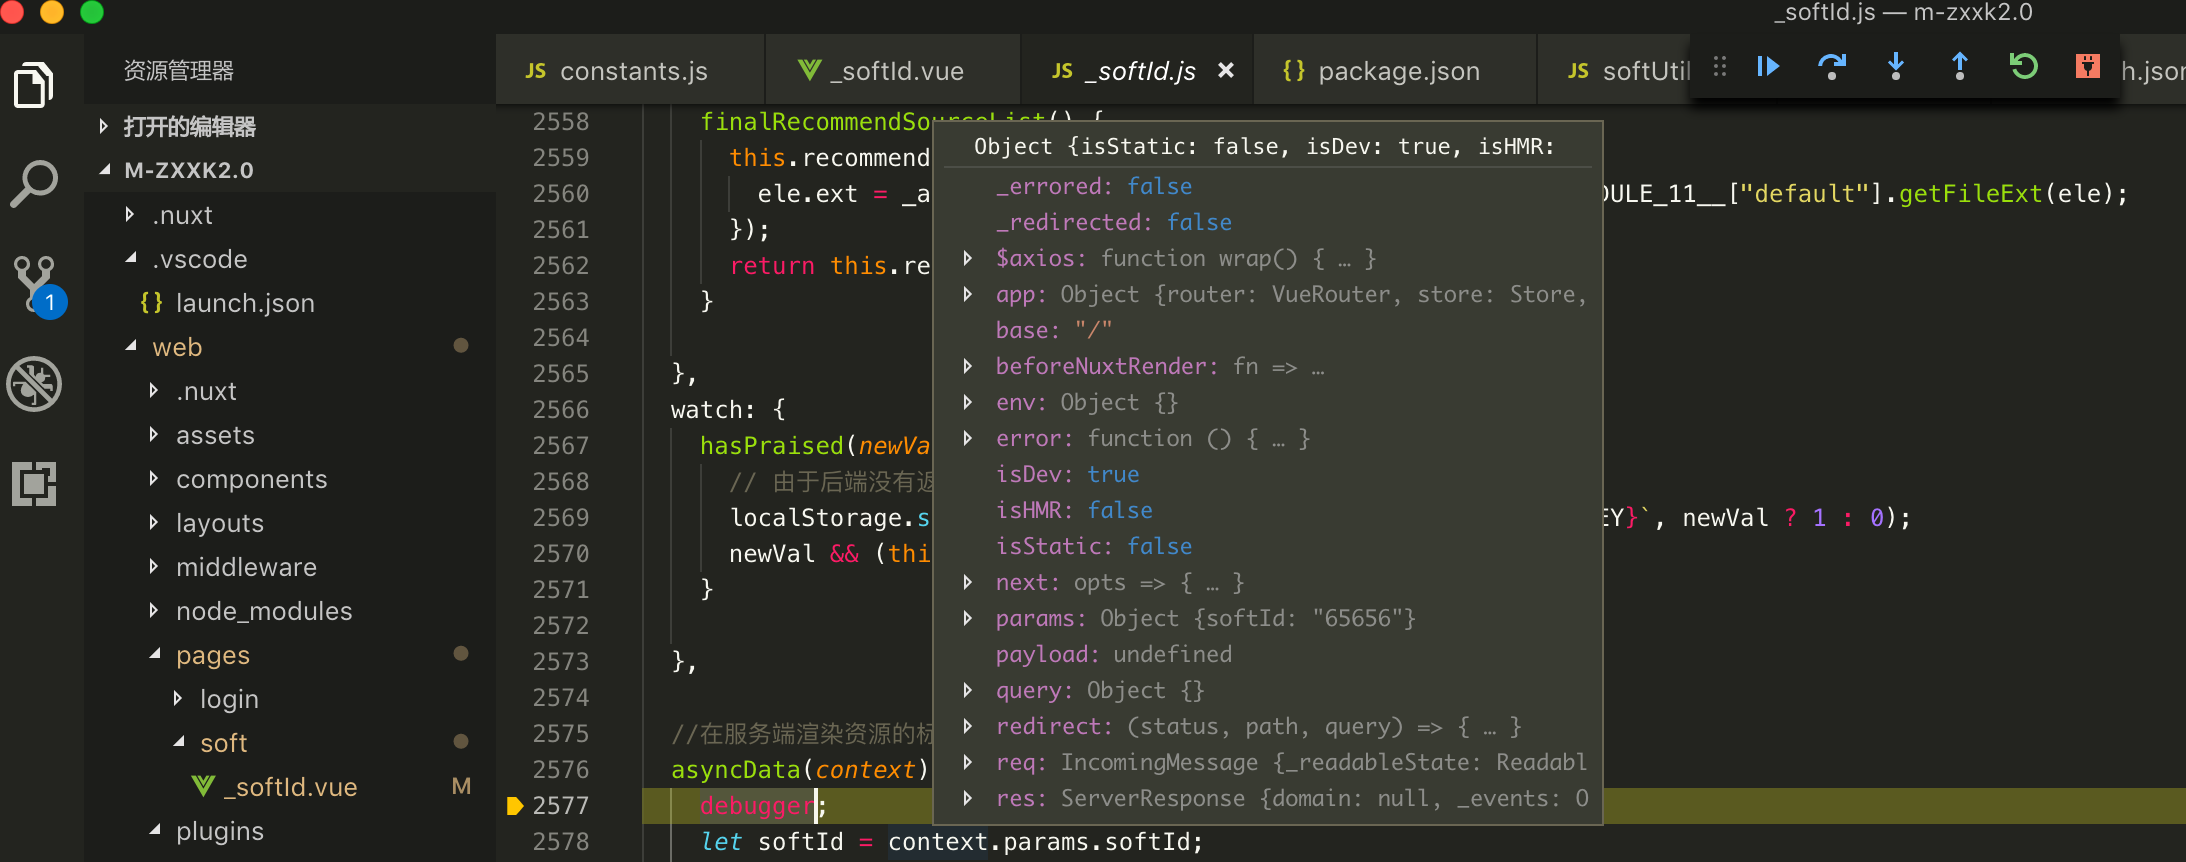 _softId.js — m-zxxk2.0
资源管理器
打开的编辑器
M-ZXXK2.0
.nuxt
.vscode
{} launch.json
web
.nuxt
assets
components
layouts
middleware
node_modules
pages
login
soft
_softId.vue M
plugins
1
JS constants.js
_softId.vue
JS _softId.js ×
{} package.json
JS softUtil
h.json
2558 finalRecommendSourceList() {
2559 this.recommend
2560 ele.ext = _a DULE_11__["default"].getFileExt(ele);
2561 });
2562 return this.re
2563 }
2564
2565 },
2566 watch: {
2567 hasPraised(newVa
2568 // 由于后端没有返
2569 localStorage.s EY}`, newVal ? 1 : 0);
2570 newVal && (thi
2571 }
2572
2573 },
2574
2575 //在服务端渲染资源的标
2576 asyncData(context)
2577 debugger;
2578 let softId = context.params.softId;
Object {isStatic: false, isDev: true, isHMR:
_errored: false
_redirected: false
$axios: function wrap() { … }
app: Object {router: VueRouter, store: Store,
base: "/"
beforeNuxtRender: fn => …
env: Object {}
error: function () { … }
isDev: true
isHMR: false
isStatic: false
next: opts => { … }
params: Object {softId: "65656"}
payload: undefined
query: Object {}
redirect: (status, path, query) => { … }
req: IncomingMessage {_readableState: Readabl
res: ServerResponse {domain: null, _events: O